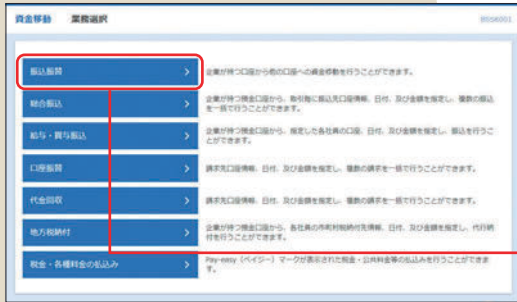 資金移動 業務選択
BSSK001
振込振替
企業が持つ口座から他の口座への資金移動を行うことができます。
総合振込
企業が持つ預金口座から、取引毎に振込先口座情報、日付、及び金額を指定し、複数の振込
を一括で行うことができます。
給与・賞与振込
企業が持つ預金口座から、指定した各社員の口座、日付、及び金額を指定し、振込を行うこ
とができます。
口座振替
請求先口座情報、日付、及び金額を指定し、複数の請求を一括で行うことができます。
代金回収
請求先口座情報、日付、及び金額を指定し、複数の請求を一括で行うことができます。
地方税納付
企業が持つ預金口座から、各社員の市町村税納付先情報、日付、及び金額を指定し、代行納
付を行うことができます。
税金・各種料金の払込み
Pay-easy（ペイジー）マークが表示された税金・公共料金等の払込みを行うことができま
す。